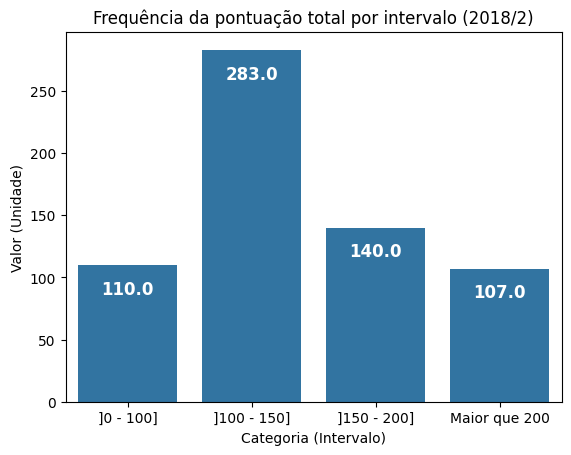 Frequência da pontuação total por intervalo (2018/2)
Valor (Unidade)
250
200
150
100
50
0
110.0
283.0
140.0
107.0
]0 - 100]
]100 - 150]
]150 - 200]
Maior que 200
Categoria (Intervalo)